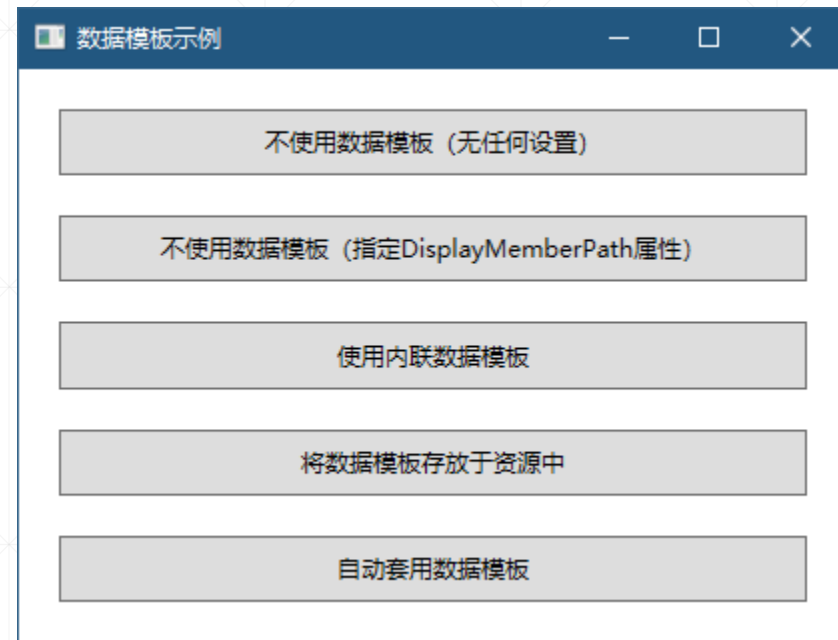 数据模板示例
不使用数据模板（无任何设置）
不使用数据模板（指定DisplayMemberPath属性）
使用内联数据模板
将数据模板存放于资源中
自动套用数据模板